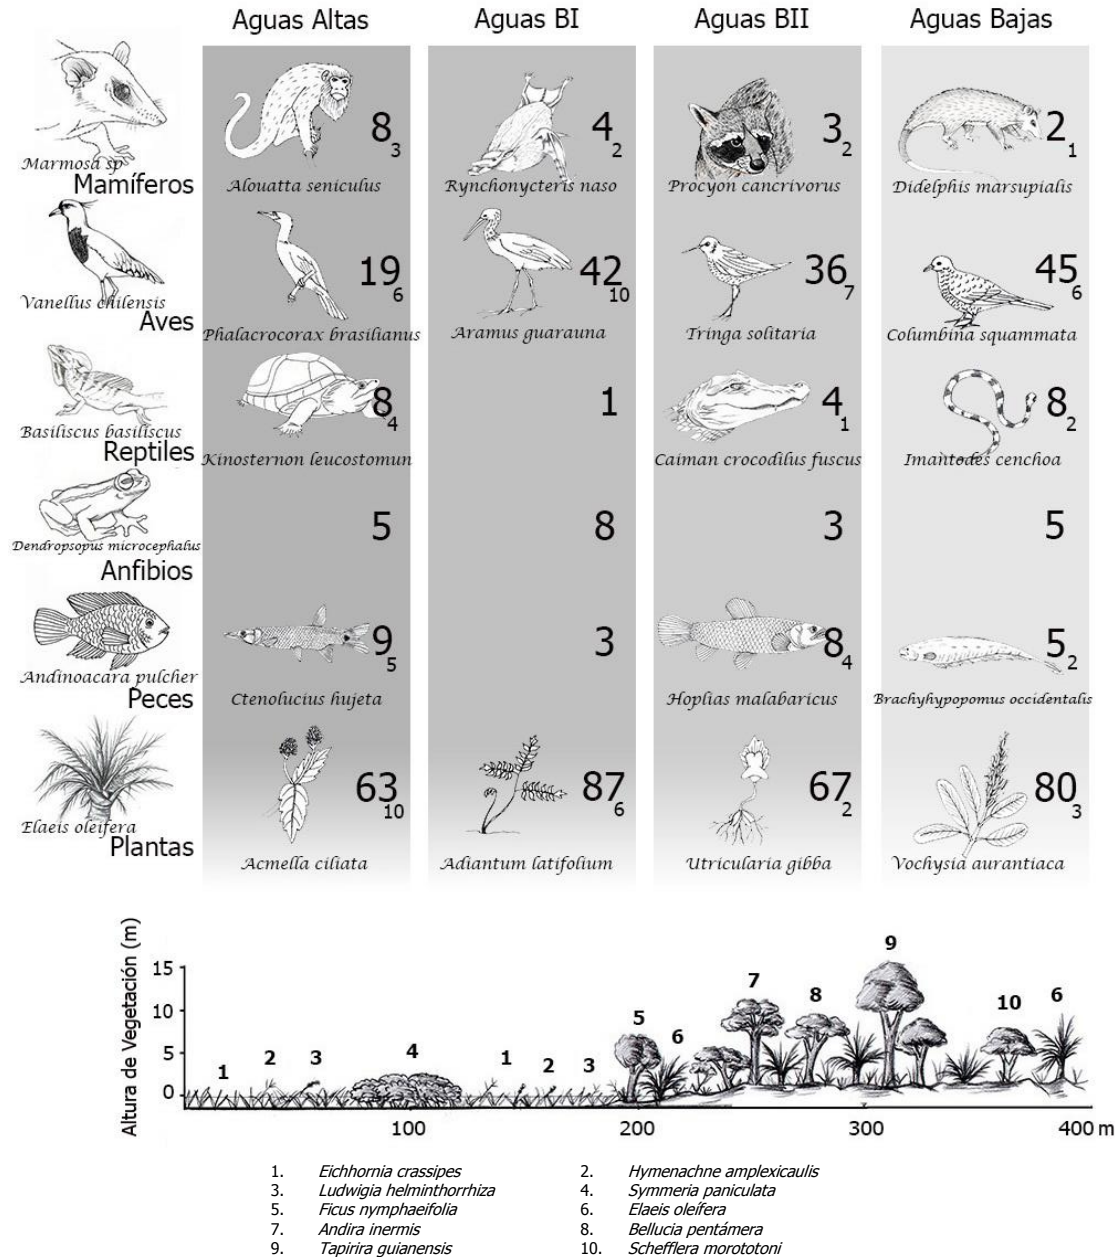 Aguas Altas Aguas BI Aguas BII Aguas Bajas
Marmosa sp
Mamíferos
8 3 4 2 3 2 2 1
Alouatta seniculus Rynchonycteris naso Procyon cancrivorus Didelphis marsupialis
Vanellus chilensis
Aves
19 6 42 10 36 7 45 6
Phalacrocorax brasilianus Aramus guarauna Tringa solitaria Columbina squammata
Basiliscus basiliscus
Reptiles
8 4 1 4 1 8 2
Kinosternon leucostomun Caiman crocodilus fuscus Imantodes cenchoa
Dendropsopus microcephalus
Anfibios
5 8 3 5
Andinoacara pulcher
Peces
9 5 3 8 4 5 2
Ctenolucius hujeta Hoplias malabaricus Brachyhypopomus occidentalis
Elaeis oleifera
Plantas
63 10 87 6 67 2 80 3
Acmella ciliata Adiantum latifolium Utricularia gibba Vochysia aurantiaca
Altura de Vegetación (m)
15
10
5
0
1 2 3 4 1 2 3 5 6 7 8 9 10 6
100 200 300 400 m
1. Eichhornia crassipes 2. Hymenachne amplexicaulis
3. Ludwigia helminthorrhiza 4. Symmeria paniculata
5. Ficus nymphaeifolia 6. Elaeis oleífera
7. Andira inermis 8. Bellucia pentámera
9. Tapirira guianensis 10. Schefflera morototoni